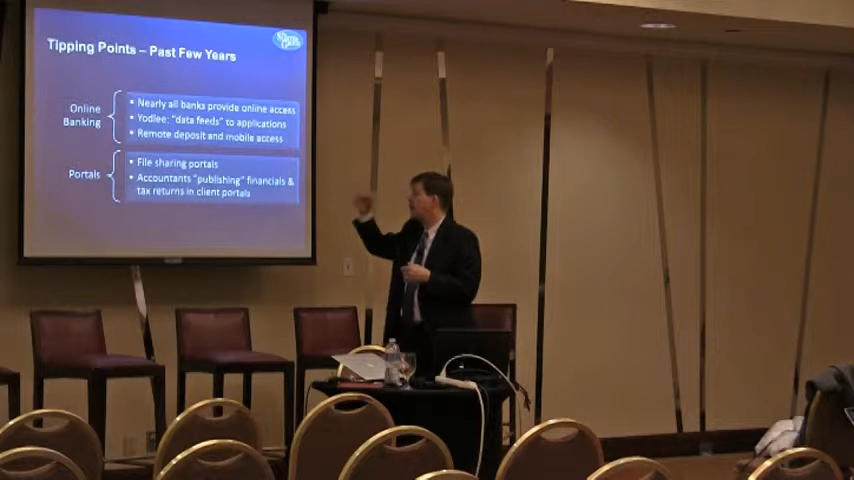 Tipping Points – Past Few Years
Online
Banking
• Nearly all banks provide online access
• Yodlee: "data feeds" to applications
• Remote deposit and mobile access
Portals
• File sharing portals
• Accountants "publishing" financials &
tax returns in client portals